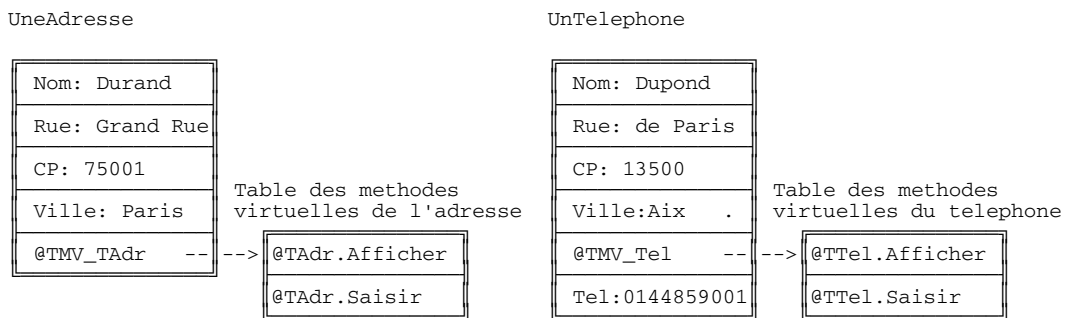 UneAdresse UnTelephone
Nom: Durand Nom: Dupond
Rue: Grand Rue Rue: de Paris
CP: 75001 CP: 13500
Table des methodes Table des methodes
Ville: Paris virtuelles de l'adresse Ville:Aix . virtuelles du telephone
@TMV_TAdr -- --> @TAdr.Afficher @TMV_Tel -- --> @TTel.Afficher
@TAdr.Saisir Tel:0144859001 @TTel.Saisir